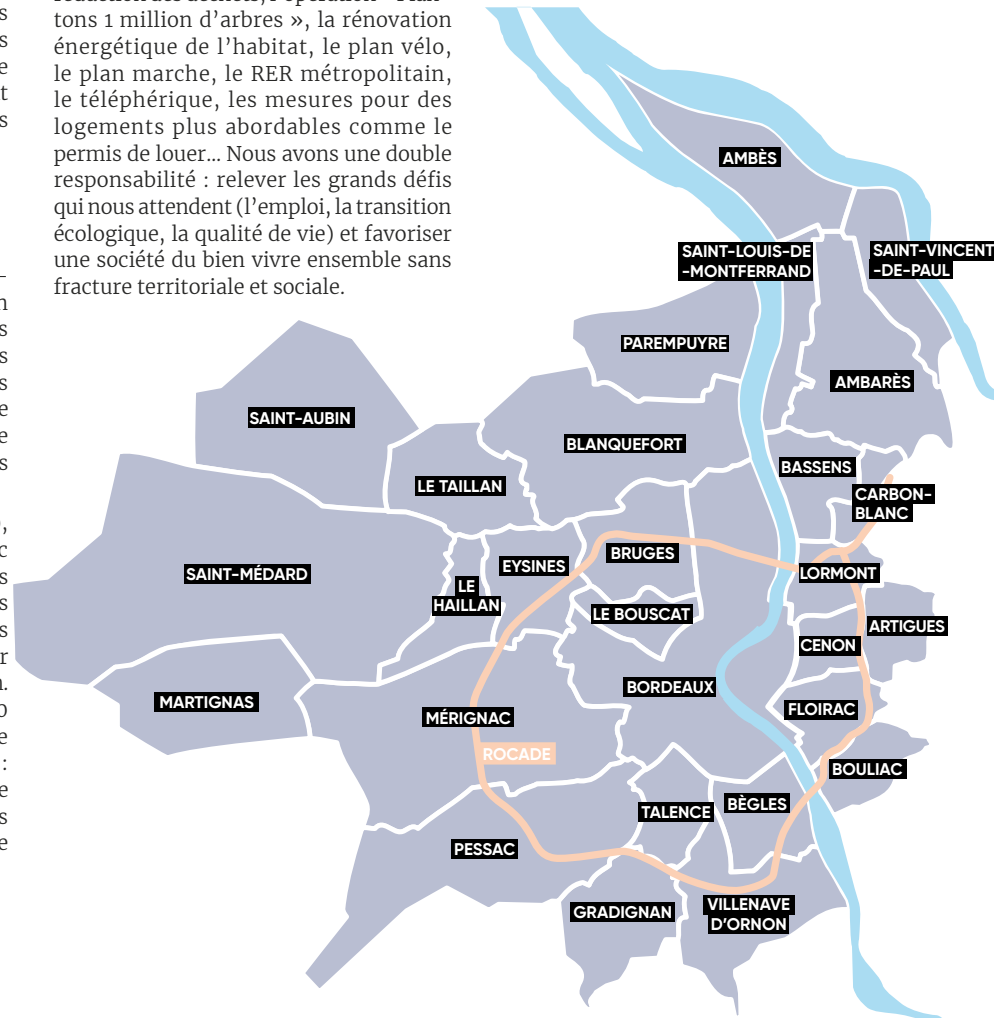 tons 1 million d’arbres », la rénovation
énergétique de l’habitat, le plan vélo,
le plan marche, le RER métropolitain,
le téléphérique, les mesures pour des
logements plus abordables comme le
permis de louer... Nous avons une double
responsabilité : relever les grands défis
qui nous attendent (l’emploi, la transition
écologique, la qualité de vie) et favoriser
une société du bien vivre ensemble sans
fracture territoriale et sociale.
AMBÈS
SAINT-LOUIS-DE
-MONTFERRAND
SAINT-VINCENT
-DE-PAUL
PAREMPUYRE
AMBARÈS
SAINT-AUBIN
BLANQUEFORT
BASSENS
LE TAILLAN
CARBON-
BLANC
BRUGES
EYSINES
SAINT-MÉDARD
LORMONT
LE
HAILLAN
LE BOUSCAT
ARTIGUES
CENON
BORDEAUX
MARTIGNAS
FLOIRAC
MÉRIGNAC
ROCADE
BOULIAC
BÈGLES
TALENCE
PESSAC
GRADIGNAN
VILLENAVE
D’ORNON